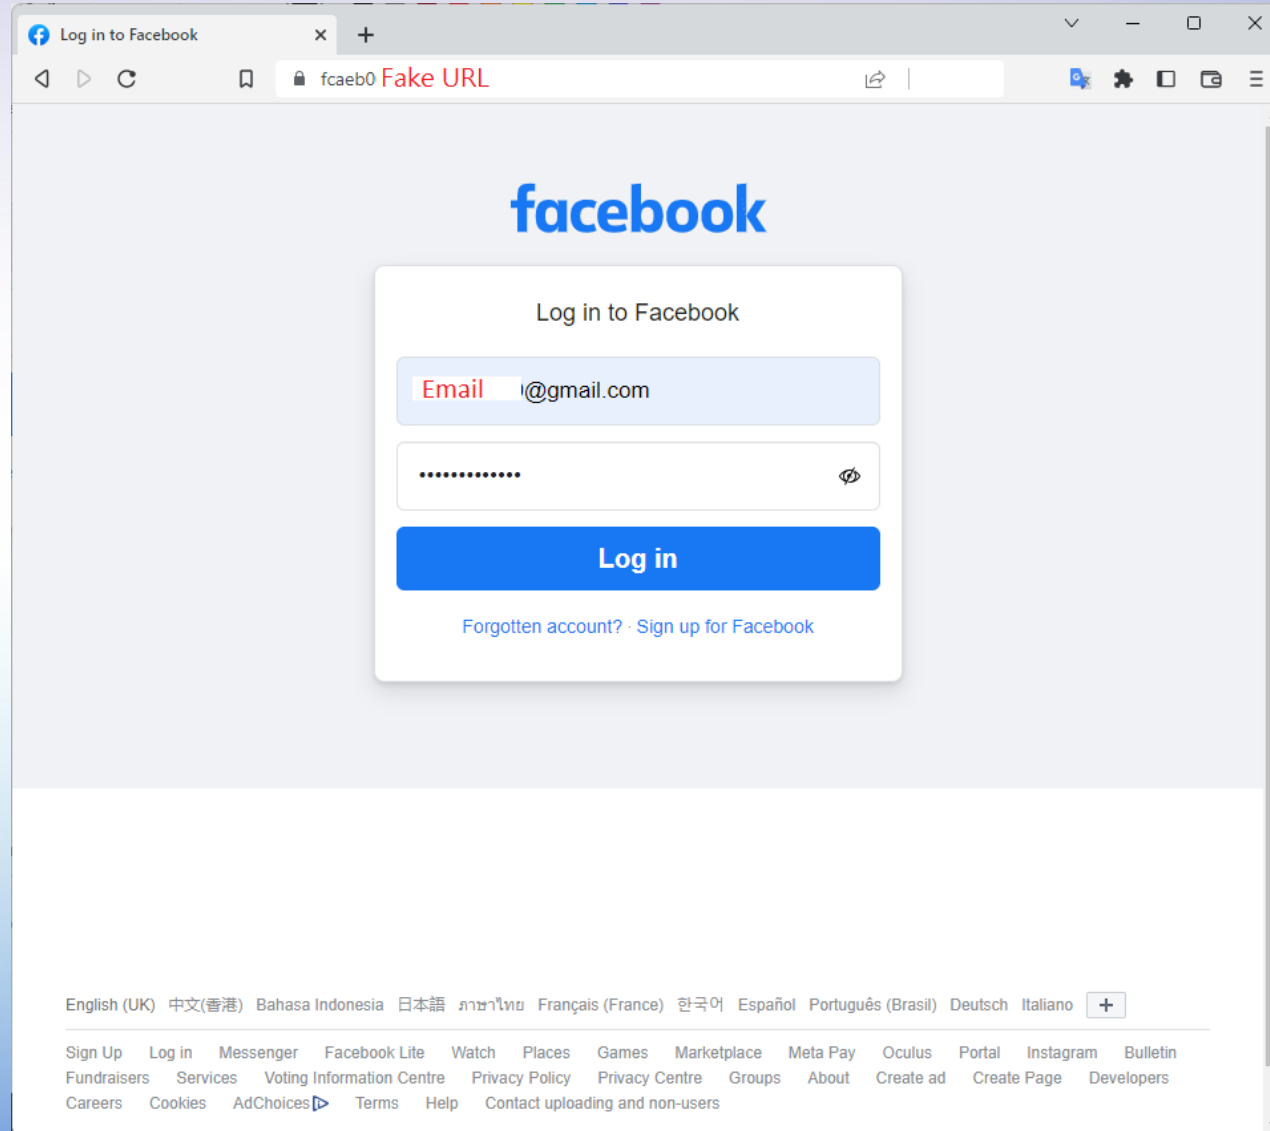 Log in to Facebook
fcaeb0 Fake URL
facebook
Log in to Facebook
Email @gmail.com
•••••••••••••
Log in
Forgotten account? · Sign up for Facebook
English (UK) 中文(香港) Bahasa Indonesia 日本語 ภาษาไทย Français (France) 한국어 Español Português (Brasil) Deutsch Italiano
Sign Up Log in Messenger Facebook Lite Watch Places Games Marketplace Meta Pay Oculus Portal Instagram Bulletin
Fundraisers Services Voting Information Centre Privacy Policy Privacy Centre Groups About Create ad Create Page Developers
Careers Cookies AdChoices Terms Help Contact uploading and non-users